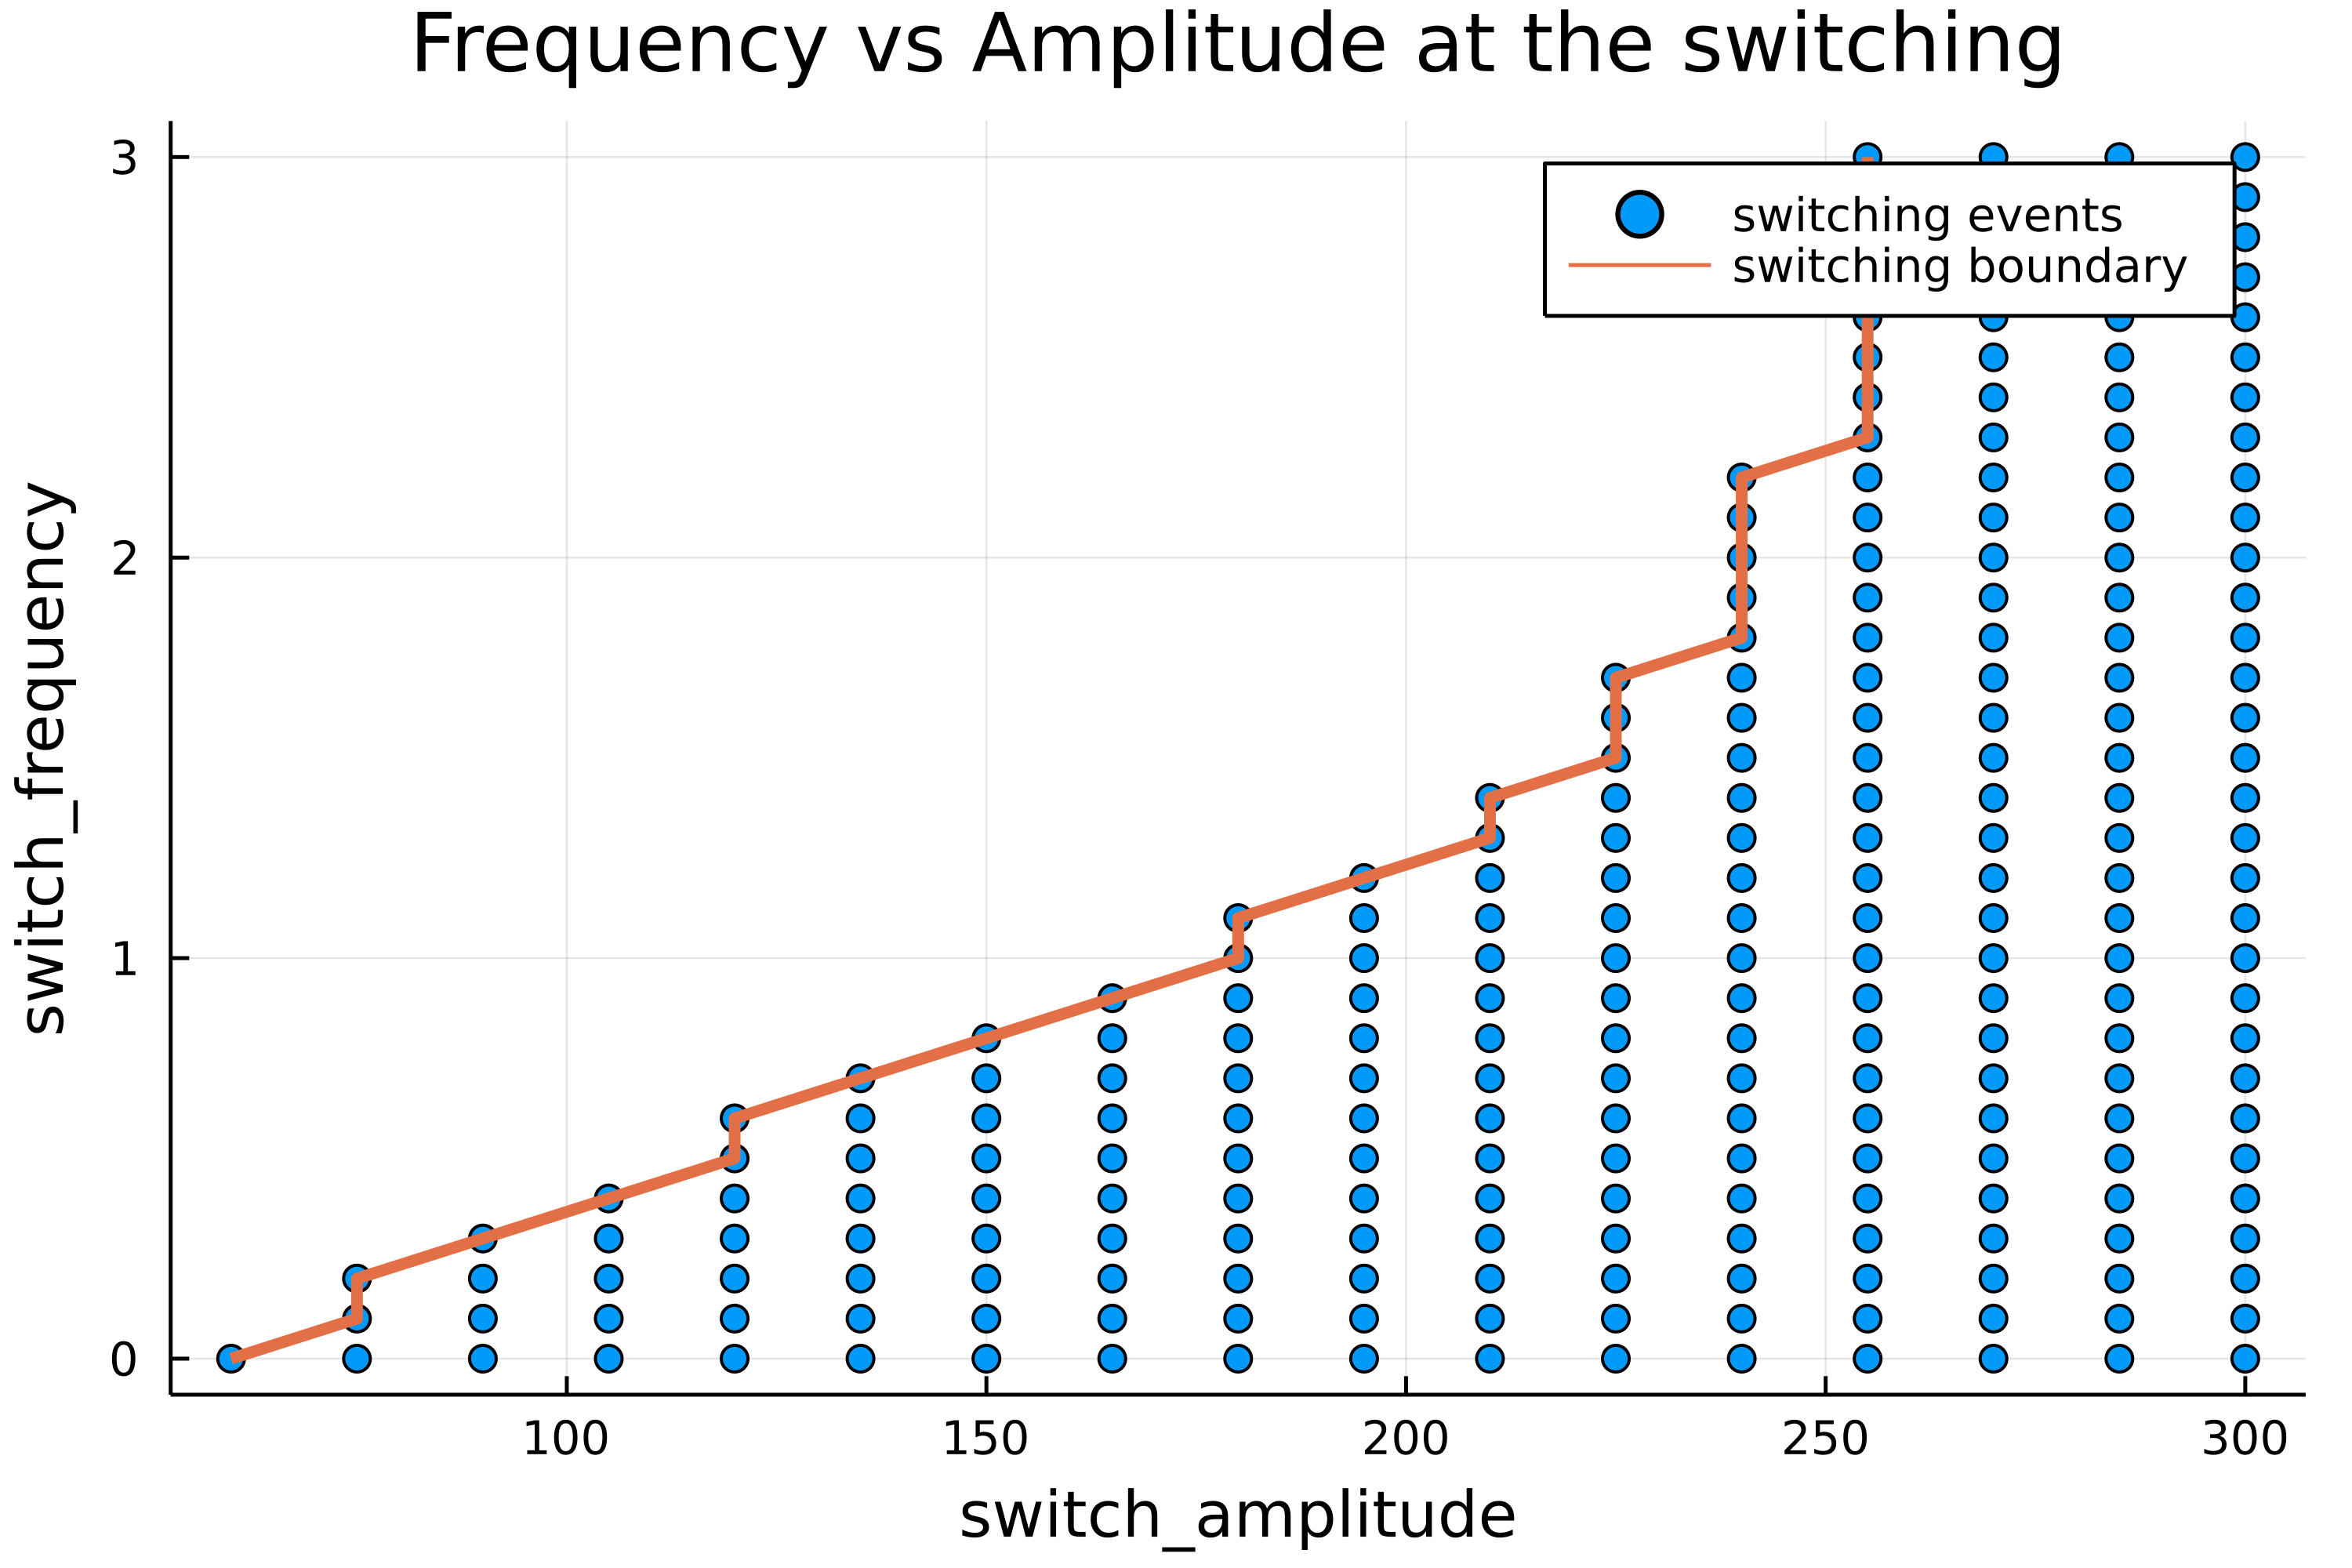 Frequency vs Amplitude at the switching
switching events
switching boundary
switch_frequency
3
2
1
0
100 150 200 250 300
switch_amplitude